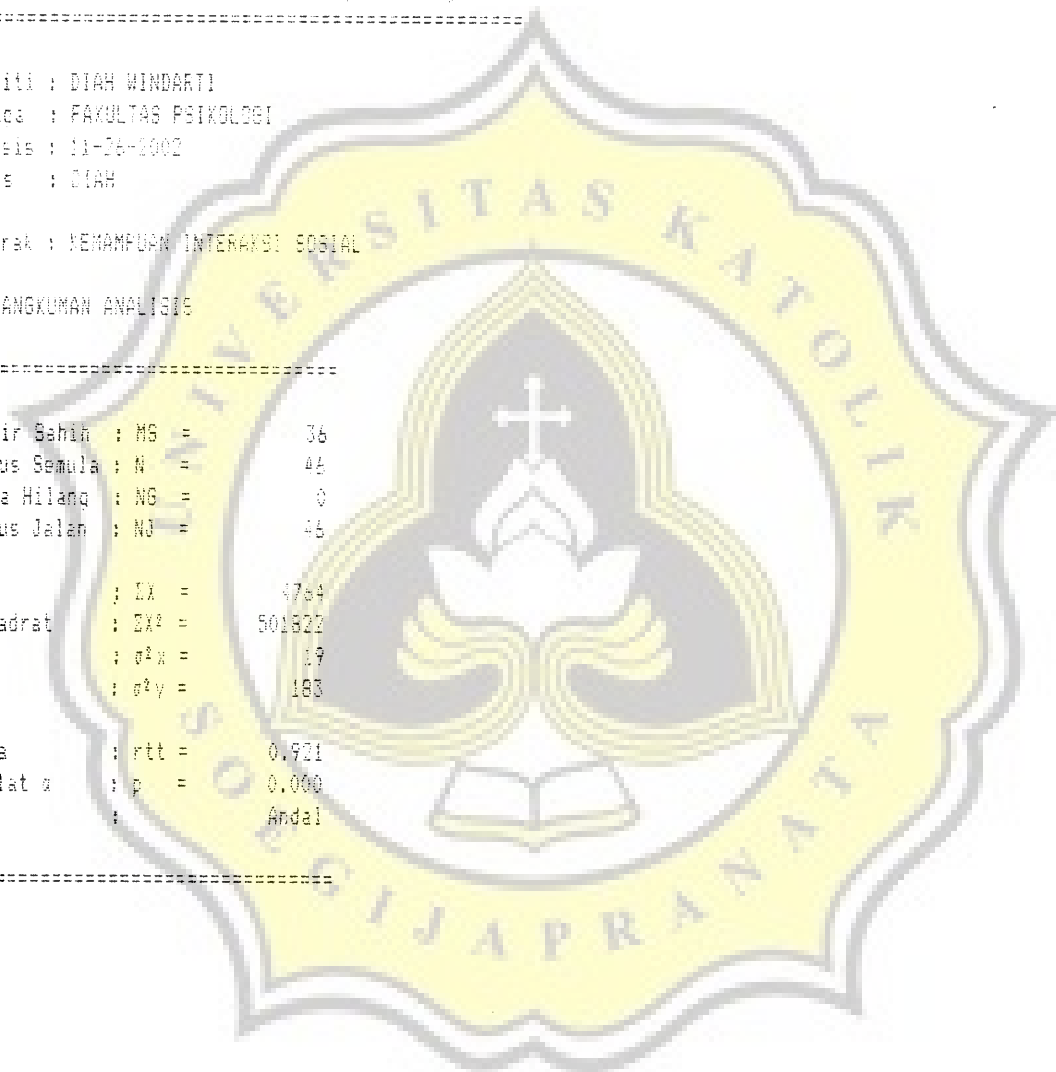 ================================================
iti : DIAH WINDARTI
: FAKULTAS PSIKOLOGI
sis : 11-26-2002
s : DIAH
rak : KEMAMPUAN INTERAKSI SOSIAL
ANGKUMAN ANALISIS
================================
ir Sahih : MS = 36
us Semula : N = 46
a Hilang : NG = 0
us Jalan : NJ = 46
: ΣX = 4764
adrat : ΣX² = 501822
: σ²x = 19
: σ²y = 183
: rtt = 0.921
: p = 0.000
: Andal
================================
UNIVERSITAS KATOLIK
SOEGIJAPRANATA